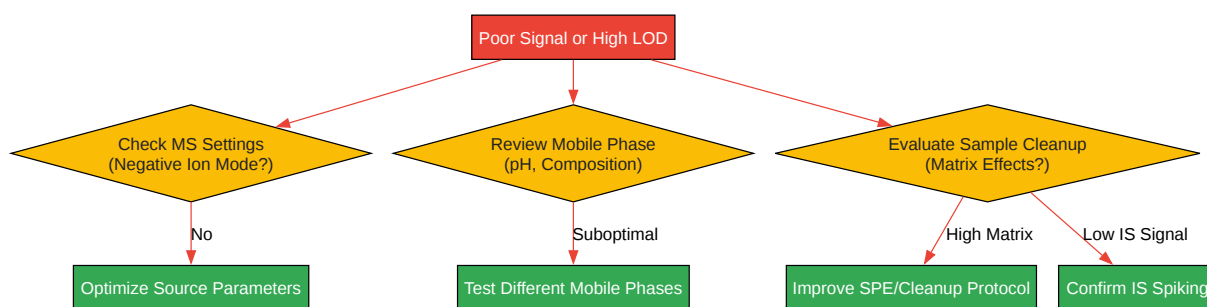 Poor Signal or High LOD
Check MS Settings
(Negative Ion Mode?)
Review Mobile Phase
(pH, Composition)
Evaluate Sample Cleanup
(Matrix Effects?)
No
Suboptimal
High Matrix
Low IS Signal
Optimize Source Parameters
Test Different Mobile Phases
Improve SPE/Cleanup Protocol
Confirm IS Spiking